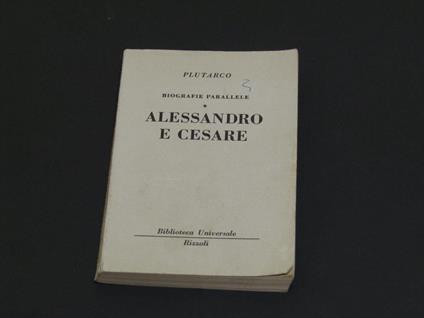 PLUTARCO
BIOGRAFIE PARALLELE
*
ALESSANDRO
E CESARE
Biblioteca Universale
Rizzoli